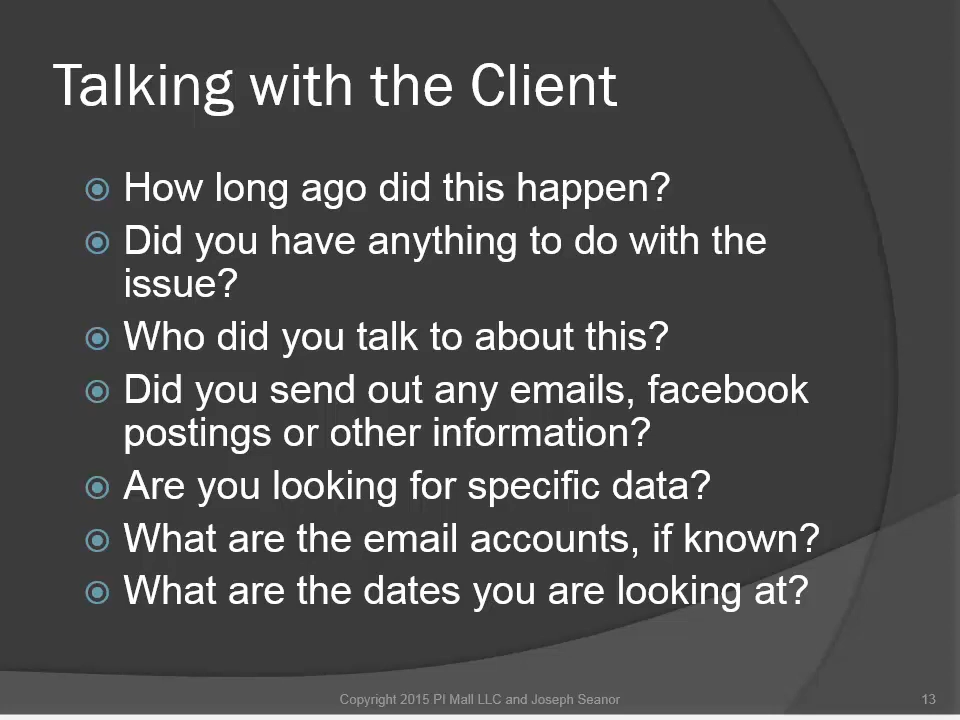 Talking with the Client
How long ago did this happen?
Did you have anything to do with the
issue?
Who did you talk to about this?
Did you send out any emails, facebook
postings or other information?
Are you looking for specific data?
What are the email accounts, if known?
What are the dates you are looking at?
Copyright 2015 PI Mall LLC and Joseph Seanor
13